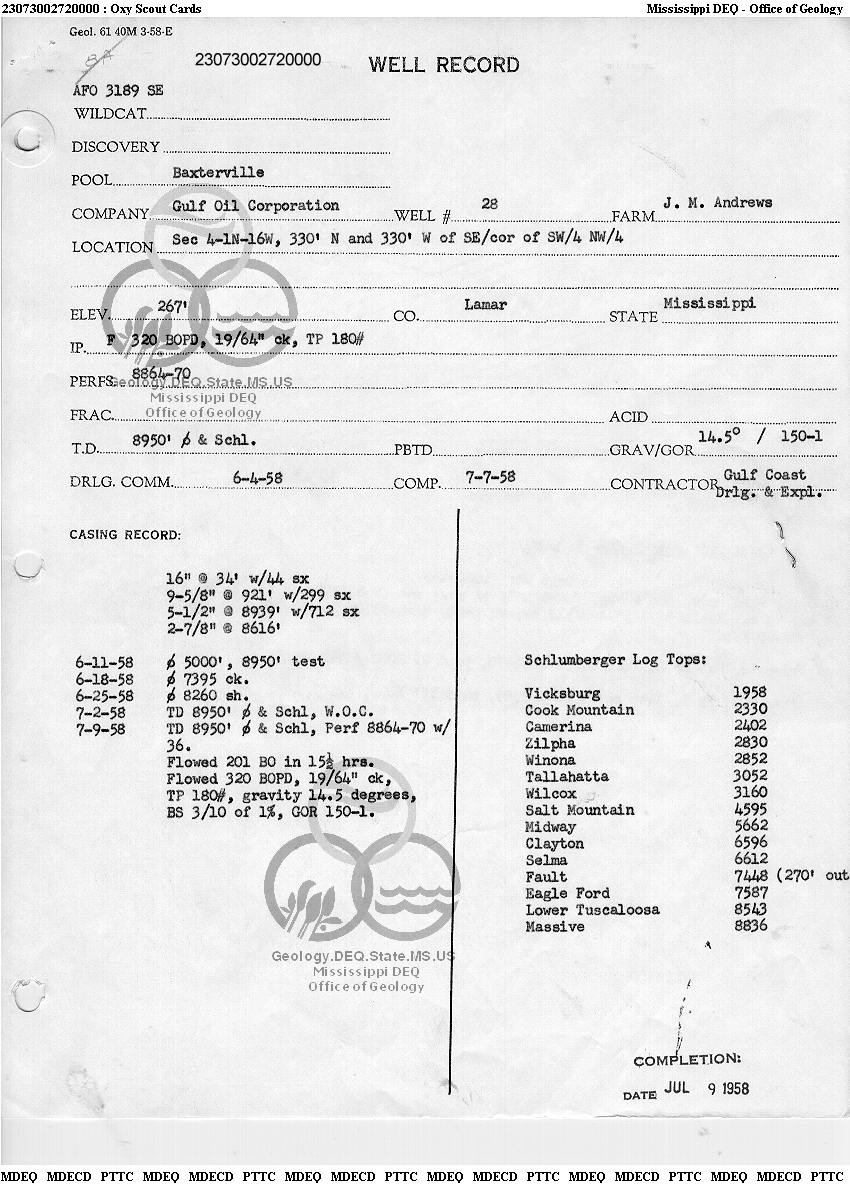 23073002720000 : Oxy Scout Cards Mississippi DEQ - Office of Geology
Geol. 61 40M 3-58-E
8A
23073002720000 WELL RECORD
AFO 3189 SE
WILDCAT
DISCOVERY
POOL Baxterville
COMPANY Gulf Oil Corporation WELL # 28 FARM J. M. Andrews
LOCATION Sec 4-1N-16W, 330' N and 330' W of SE/cor of SW/4 NW/4
ELEV. 267' CO. Lamar STATE Mississippi
IP. F 320 BOPD, 19/64" ck, TP 180#
PERFS. 8864-70
Geology.DEQ.State.MS.US
Mississippi DEQ
Office of Geology
FRAC. ACID
T.D. 8950' ϕ & Schl. PBTD GRAV/GOR 14.5° / 150-1
DRLG. COMM. 6-4-58 COMP. 7-7-58 CONTRACTOR Gulf Coast
Drlg. & Expl.
CASING RECORD:
16" @ 34' w/44 sx
9-5/8" @ 921' w/299 sx
5-1/2" @ 8939' w/712 sx
2-7/8" @ 8616'
6-11-58 ϕ 5000', 8950' test
6-18-58 ϕ 7395 ck.
6-25-58 ϕ 8260 sh.
7-2-58 TD 8950' ϕ & Schl, W.O.C.
7-9-58 TD 8950' ϕ & Schl, Perf 8864-70 w/
36.
Flowed 201 BO in 15½ hrs.
Flowed 320 BOPD, 19/64" ck,
TP 180#, gravity 14.5 degrees,
BS 3/10 of 1%, GOR 150-1.
Schlumberger Log Tops:
Vicksburg 1958
Cook Mountain 2330
Camerina 2402
Zilpha 2830
Winona 2852
Tallahatta 3052
Wilcox 3160
Salt Mountain 4595
Midway 5662
Clayton 6596
Selma 6612
Fault 7448 (270' out
Eagle Ford 7587
Lower Tuscaloosa 8543
Massive 8836
Geology.DEQ.State.MS.US
Mississippi DEQ
Office of Geology
COMPLETION:
DATE JUL 9 1958
MDEQ MDECD PTTC MDEQ MDECD PTTC MDEQ MDECD PTTC MDEQ MDECD PTTC MDEQ MDECD PTTC MDEQ MDECD PTTC